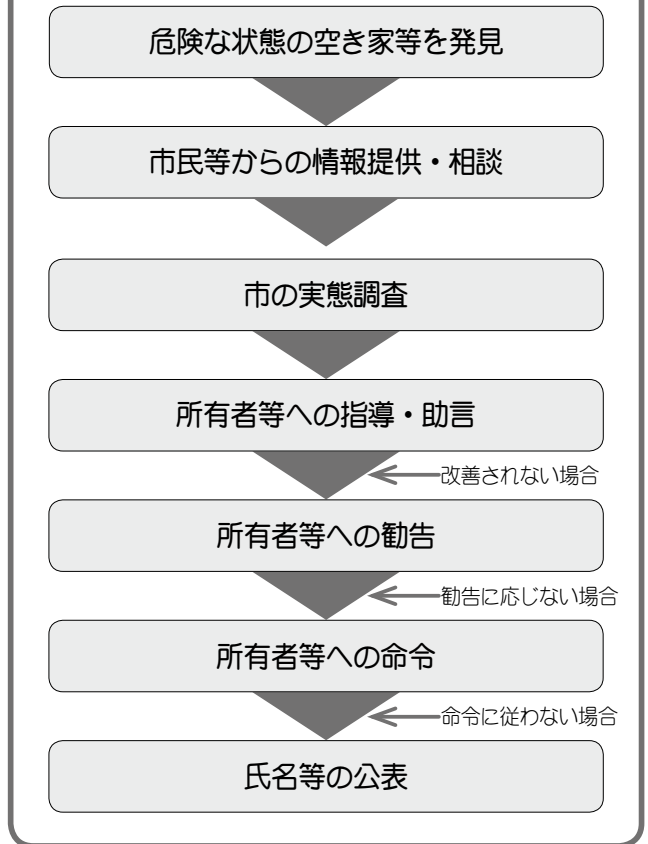 危険な状態の空き家等を発見
市民等からの情報提供・相談
市の実態調査
所有者等への指導・助言
改善されない場合
所有者等への勧告
勧告に応じない場合
所有者等への命令
命令に従わない場合
氏名等の公表